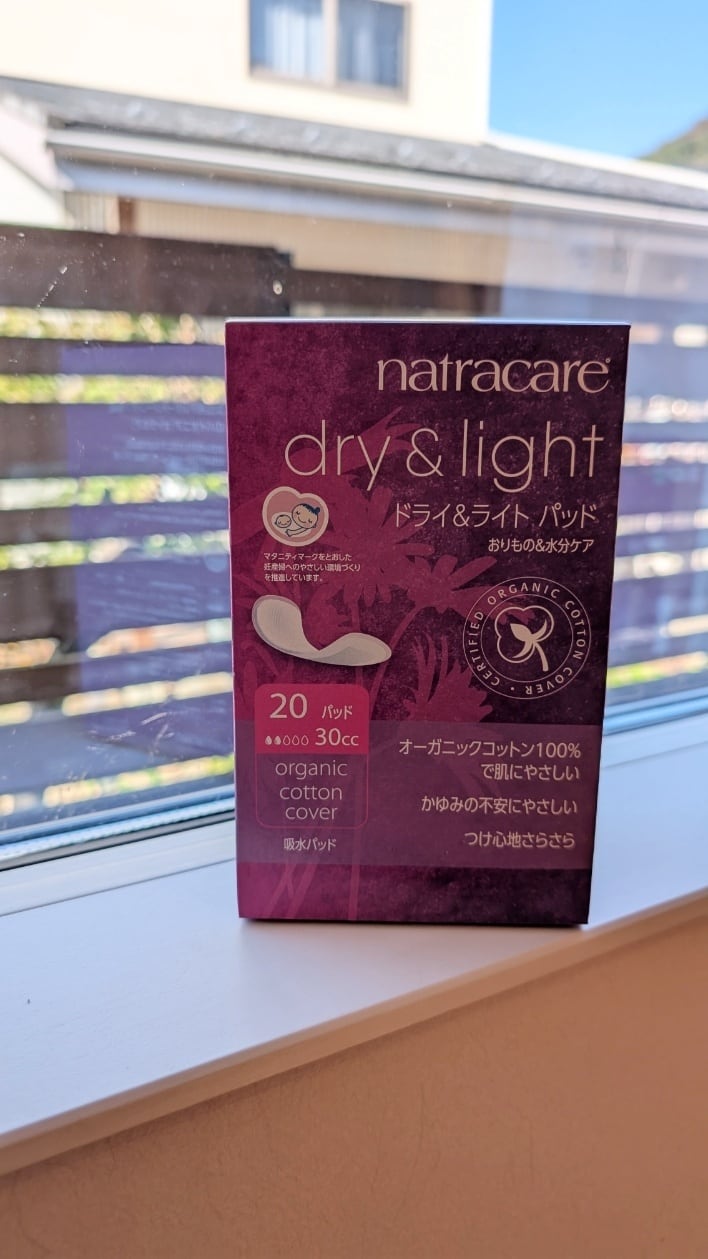 natracare®
dry & light
ドライ&ライト パッド
おりもの&水分ケア
マタニティマークをとおした
妊産婦へのやさしい環境づくり
を推進しています。
CERTIFIED ORGANIC COTTON COVER
20 パッド
30cc
organic
cotton
cover
吸水パッド
オーガニックコットン100%
で肌にやさしい
かゆみの不安にやさしい
つけ心地さらさら